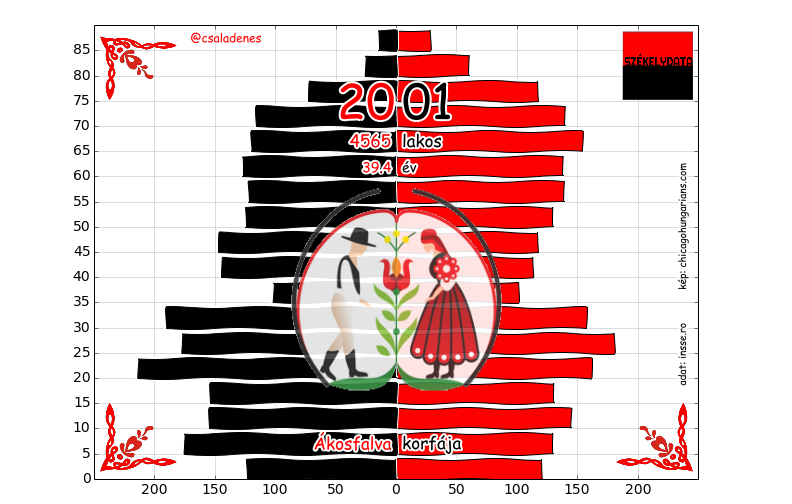 @csaladenes
SZÉKELYDATA
2001
4565 lakos
39.4 év
kép: chicagohungarians.com
adat: insse.ro
Ákosfalva korfája
85
80
75
70
65
60
55
50
45
40
35
30
25
20
15
10
5
0
200 150 100 50 0 50 100 150 200